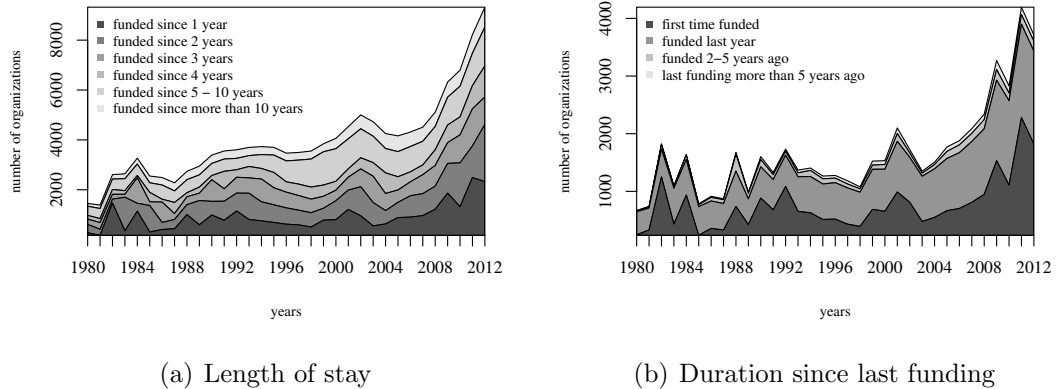 number of organizations
8000
6000
4000
2000
funded since 1 year
funded since 2 years
funded since 3 years
funded since 4 years
funded since 5 − 10 years
funded since more than 10 years
1980 1984 1988 1992 1996 2000 2004 2008 2012
years
(a) Length of stay
number of organizations
4000
3000
2000
1000
first time funded
funded last year
funded 2−5 years ago
last funding more than 5 years ago
1980 1984 1988 1992 1996 2000 2004 2008 2012
years
(b) Duration since last funding